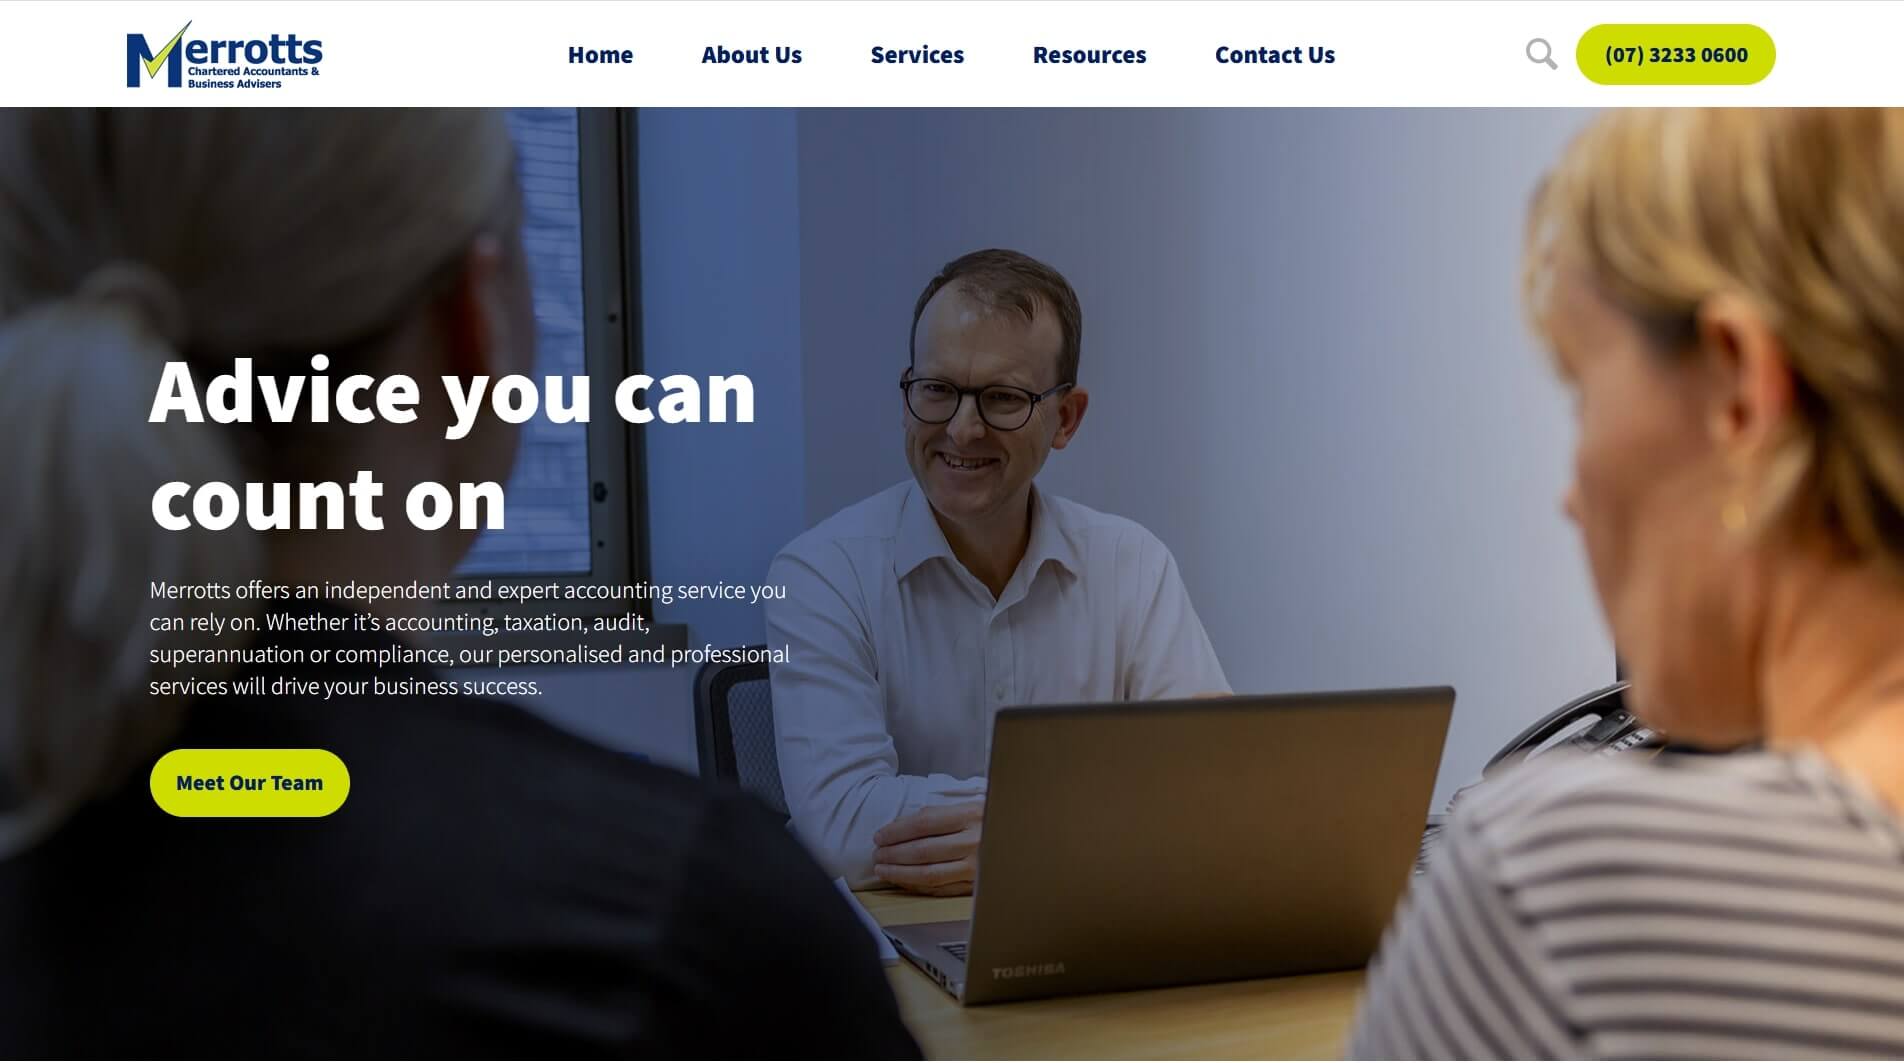 Merrotts
Chartered Accountants &
Business Advisers
Home
About Us
Services
Resources
Contact Us
(07) 3233 0600
Advice you can
count on
Merrotts offers an independent and expert accounting service you
can rely on. Whether it’s accounting, taxation, audit,
superannuation or compliance, our personalised and professional
services will drive your business success.
Meet Our Team
TOSHIBA